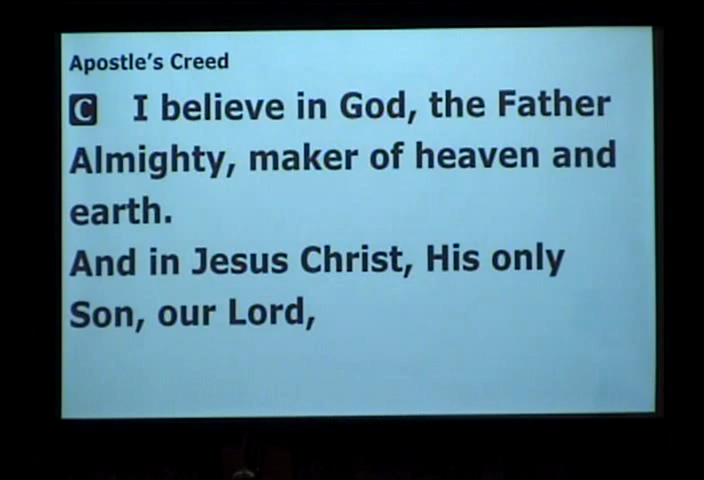 Apostle's Creed
C I believe in God, the Father
Almighty, maker of heaven and
earth.
And in Jesus Christ, His only
Son, our Lord,